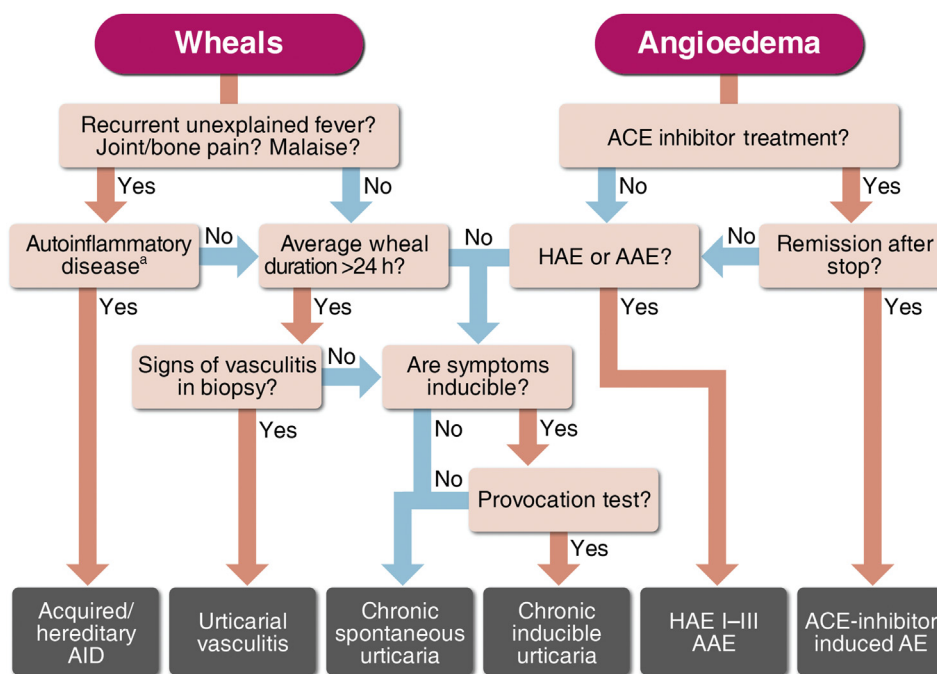 Wheals
Angioedema
Recurrent unexplained fever?
Joint/bone pain? Malaise?
ACE inhibitor treatment?
Yes
No
No
Yes
Autoinflammatory
diseaseᵃ
No
Average wheal
duration >24 h?
No
HAE or AAE?
No
Remission after
stop?
Yes
Yes
Yes
Yes
Signs of vasculitis
in biopsy?
No
Are symptoms
inducible?
Yes
No
Yes
No
Provocation test?
Yes
Acquired/
hereditary
AID
Urticarial
vasculitis
Chronic
spontaneous
urticaria
Chronic
inducible
urticaria
HAE I–III
AAE
ACE-inhibitor
induced AE